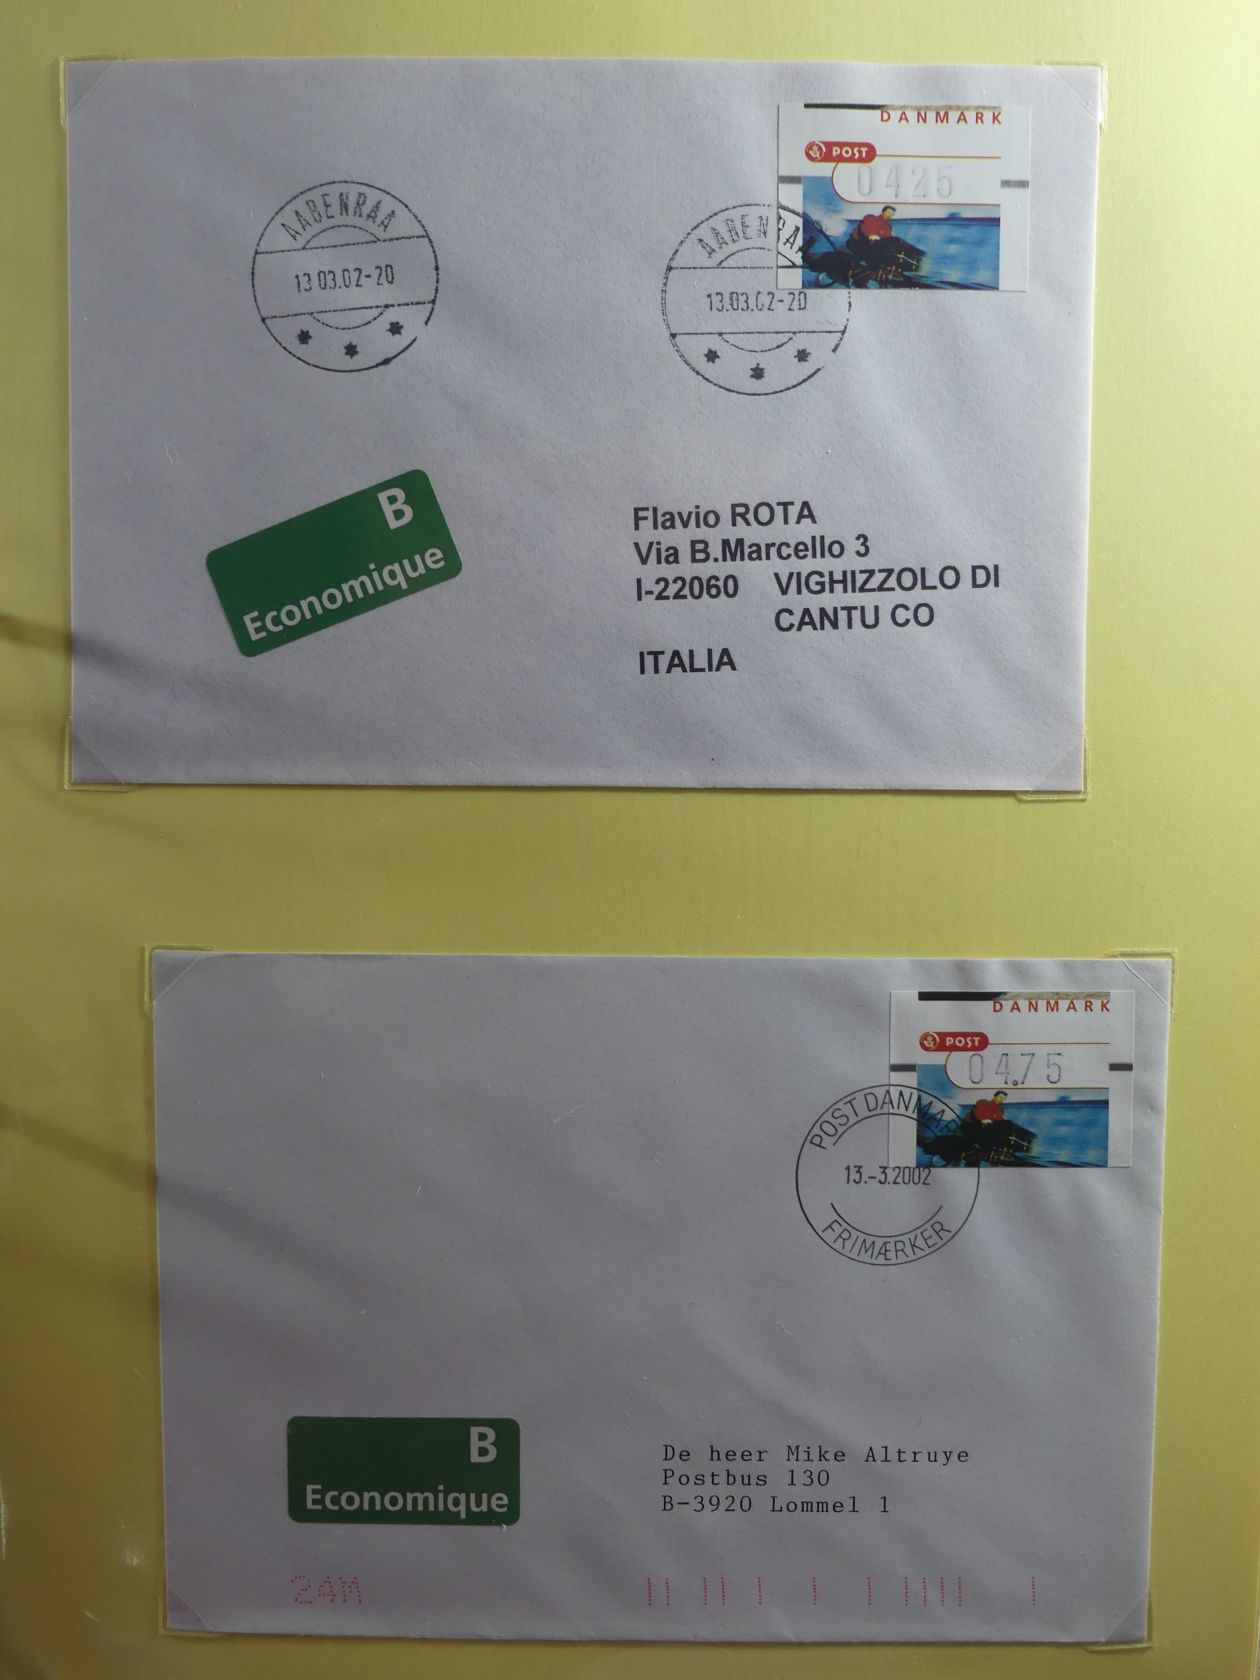 DANMARK
POST
0425
AABENRAA
13 03.02-20
AABENRAA
13.03.02-20
B
Economique
Flavio ROTA
Via B.Marcello 3
I-22060 VIGHIZZOLO DI
CANTU CO
ITALIA
DANMARK
POST
04.75
POST DANMARK
13.-3.2002
FRIMÆRKER
B
Economique
De heer Mike Altruye
Postbus 130
B-3920 Lommel 1
24M